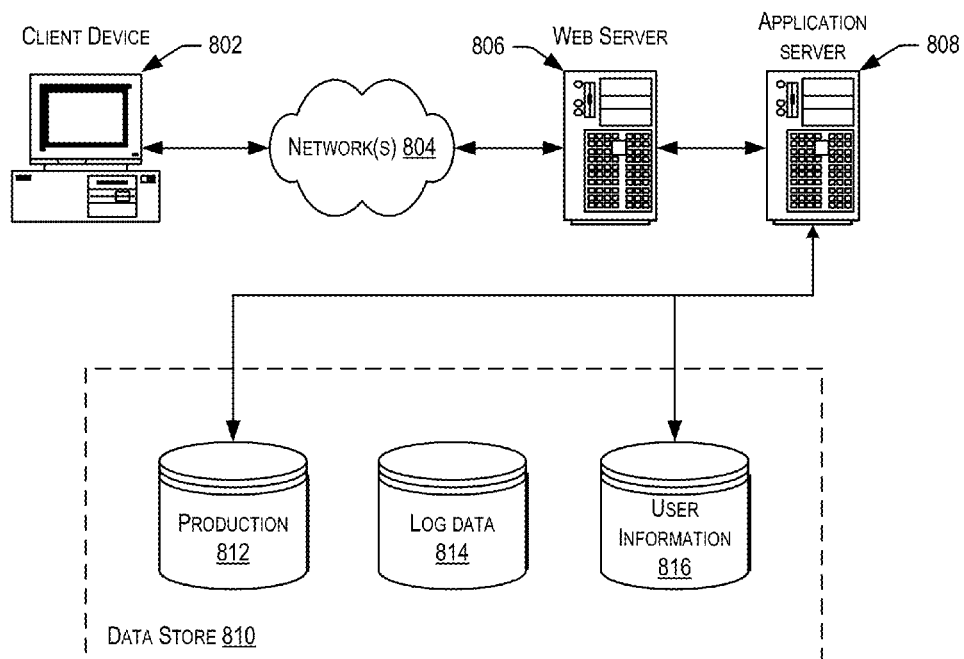 CLIENT DEVICE
802
NETWORK(S) 804
806
WEB SERVER
APPLICATION
SERVER
808
PRODUCTION
812
LOG DATA
814
USER
INFORMATION
816
DATA STORE 810